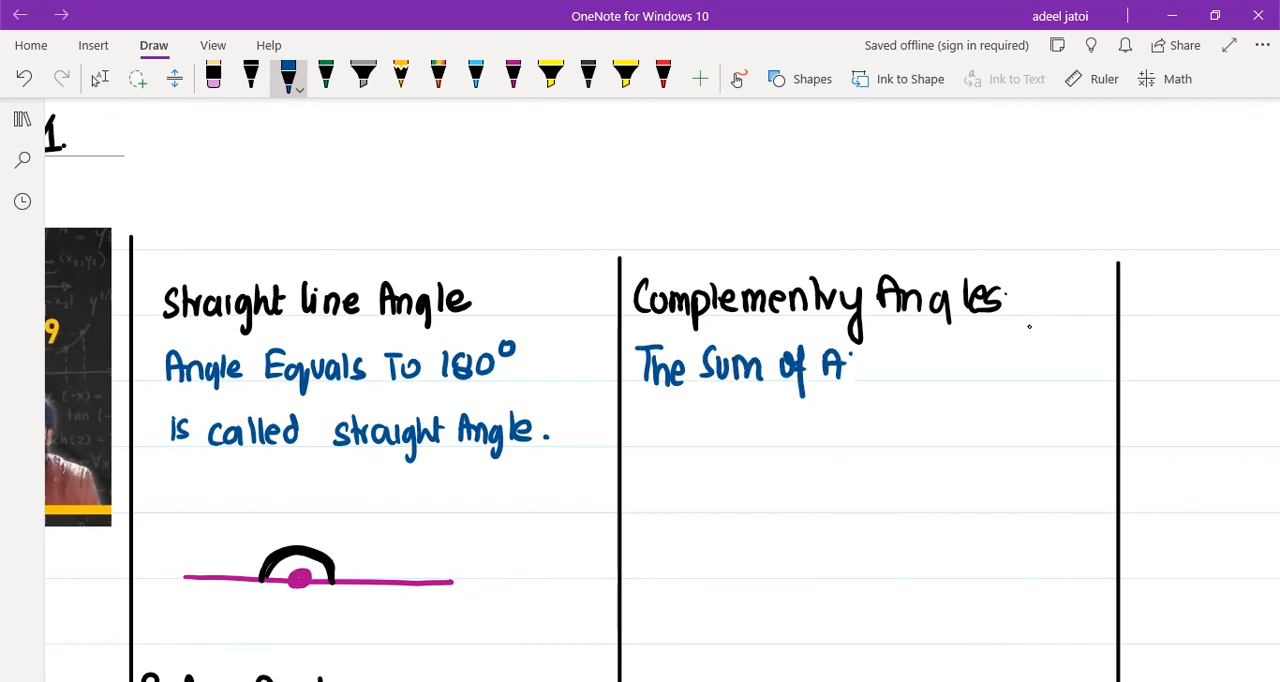 OneNote for Windows 10
adeel jatoi
Home Insert Draw View Help
Saved offline (sign in required)
Share
Shapes
Ink to Shape
Ink to Text
Ruler
Math
1.
9
Straight line Angle
Angle Equals To 180°
is called straight Angle.
Complementry Angles
The Sum of A